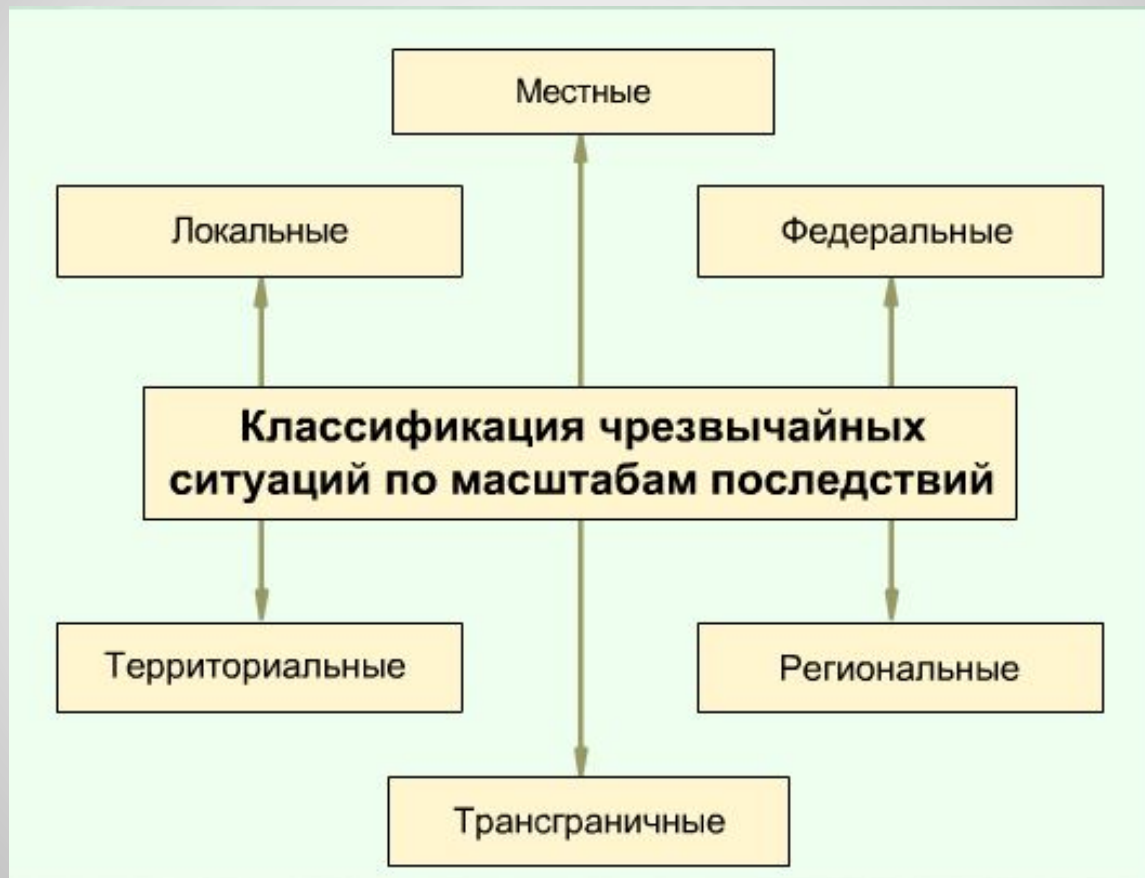 Местные
Локальные
Федеральные
Классификация чрезвычайных
ситуаций по масштабам последствий
Территориальные
Региональные
Трансграничные